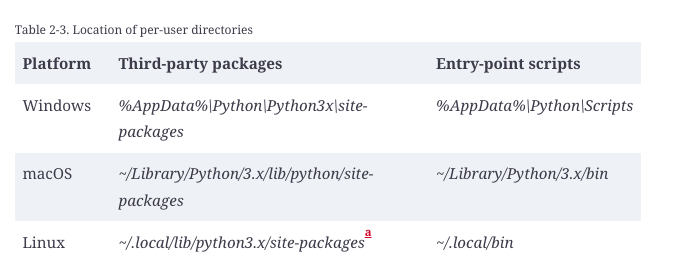 Table 2-3. Location of per-user directories
Platform Third-party packages Entry-point scripts
Windows %AppData%\Python\Python3x\site- %AppData%\Python\Scripts
packages
macOS ~/Library/Python/3.x/lib/python/site- ~/Library/Python/3.x/bin
packages
Linux ~/.local/lib/python3.x/site-packagesa ~/.local/bin